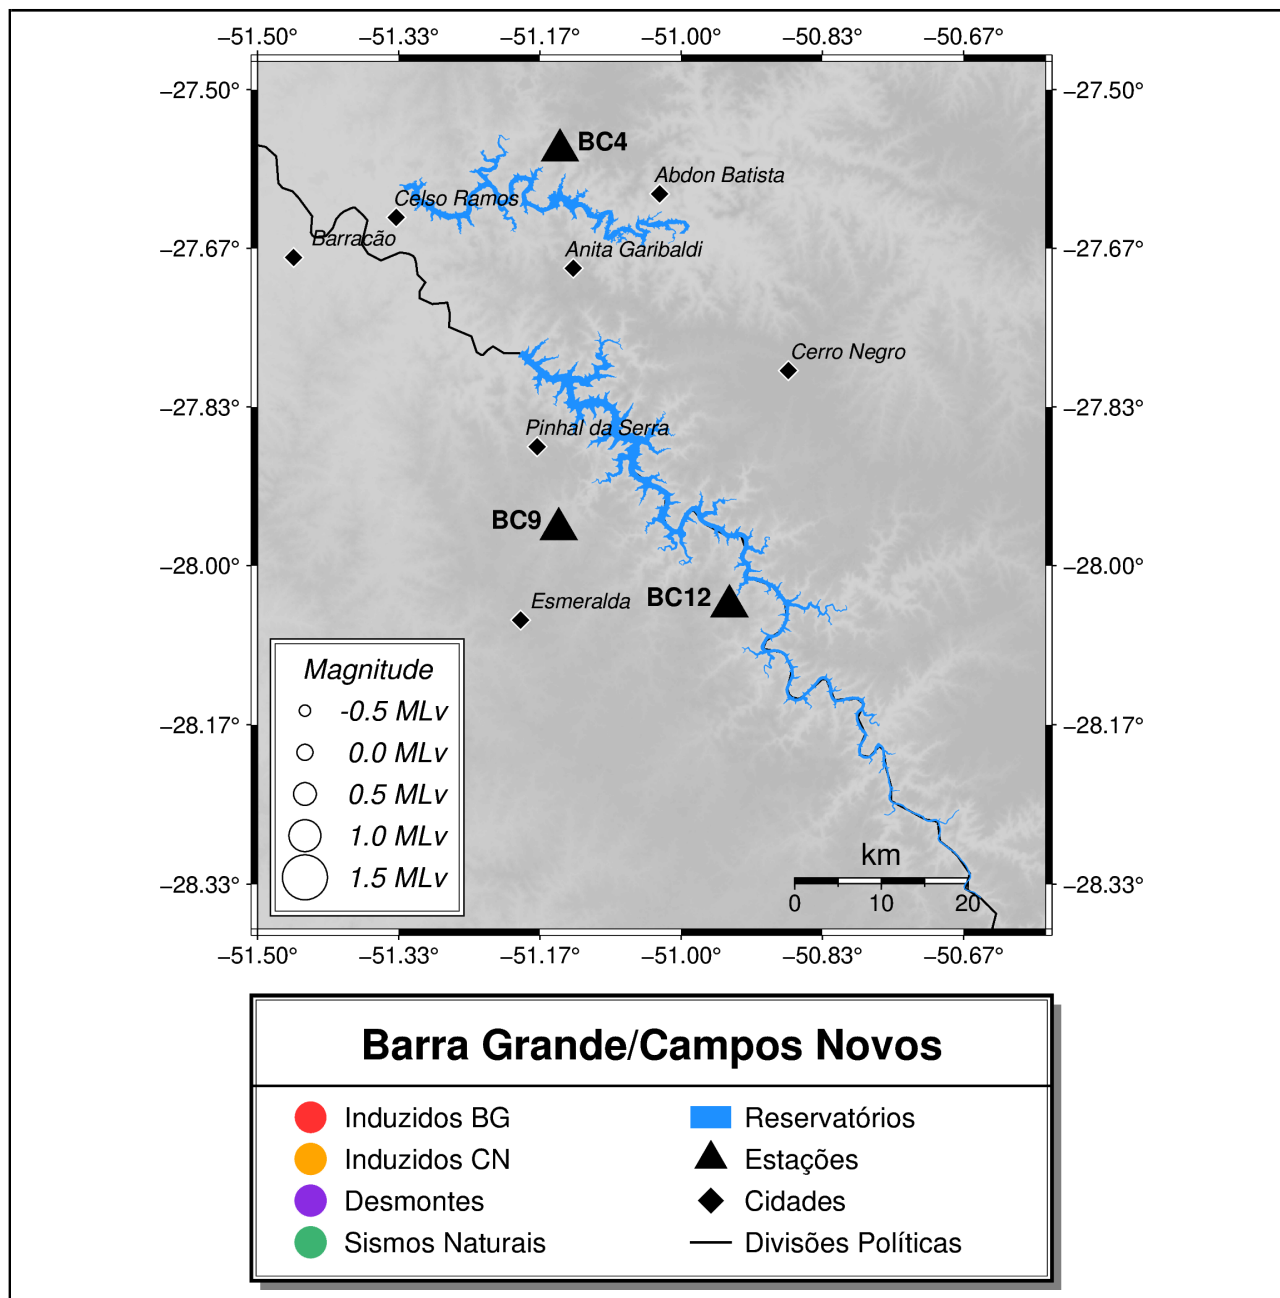 −51.50° −51.33° −51.17° −51.00° −50.83° −50.67°
−27.50° −27.50°
BC4
Abdon Batista
Celso Ramos
Barracão
−27.67° −27.67°
Anita Garibaldi
Cerro Negro
−27.83° −27.83°
Pinhal da Serra
BC9
−28.00° −28.00°
Esmeralda
BC12
Magnitude
-0.5 MLv
0.0 MLv
0.5 MLv
1.0 MLv
1.5 MLv
−28.17° −28.17°
km
0 10 20
−28.33° −28.33°
−51.50° −51.33° −51.17° −51.00° −50.83° −50.67°
Barra Grande/Campos Novos
Induzidos BG
Induzidos CN
Desmontes
Sismos Naturais
Reservatórios
Estações
Cidades
Divisões Políticas